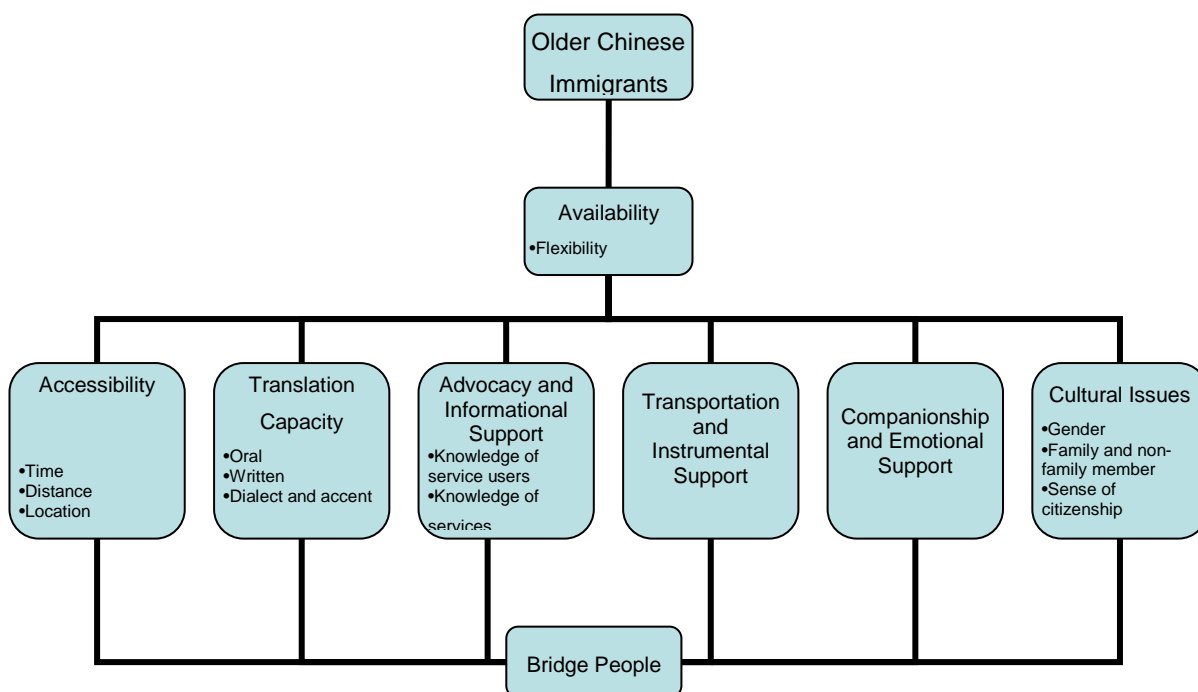 Older Chinese
Immigrants
Availability
•Flexibility
Accessibility
•Time
•Distance
•Location
Translation
Capacity
•Oral
•Written
•Dialect and accent
Advocacy and
Informational
Support
•Knowledge of
service users
•Knowledge of
services
Transportation
and
Instrumental
Support
Companionship
and Emotional
Support
Cultural Issues
•Gender
•Family and non-
family member
•Sense of
citizenship
Bridge People